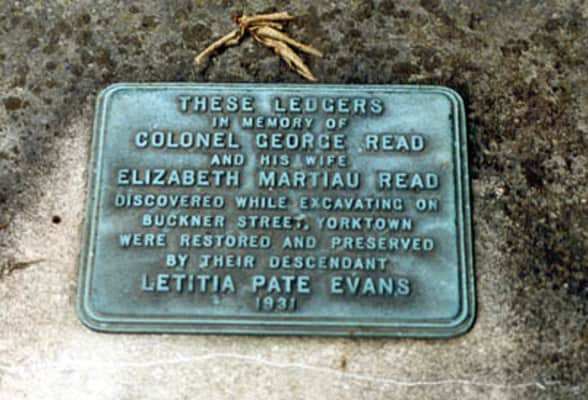 THESE LEDGERS
IN MEMORY OF
COLONEL GEORGE READ
AND HIS WIFE
ELIZABETH MARTIAU READ
DISCOVERED WHILE EXCAVATING ON
BUCKNER STREET, YORKTOWN
WERE RESTORED AND PRESERVED
BY THEIR DESCENDANT
LETITIA PATE EVANS
1931